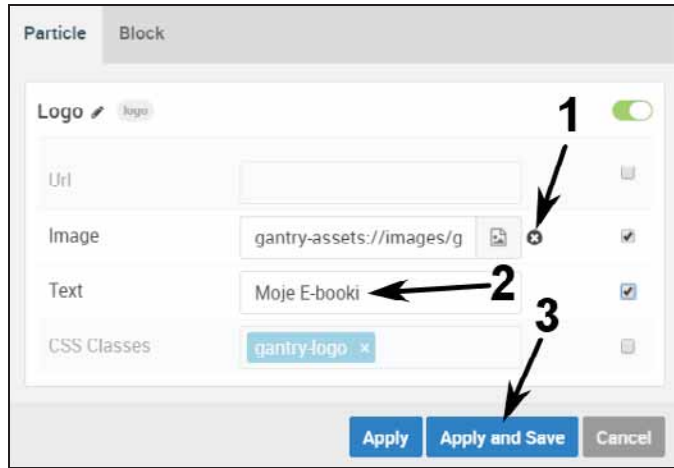 Particle Block
Logo logo
1
Url
Image gantry-assets://images/g
Text Moje E-booki
2
3
CSS Classes gantry-logo ×
Apply Apply and Save Cancel